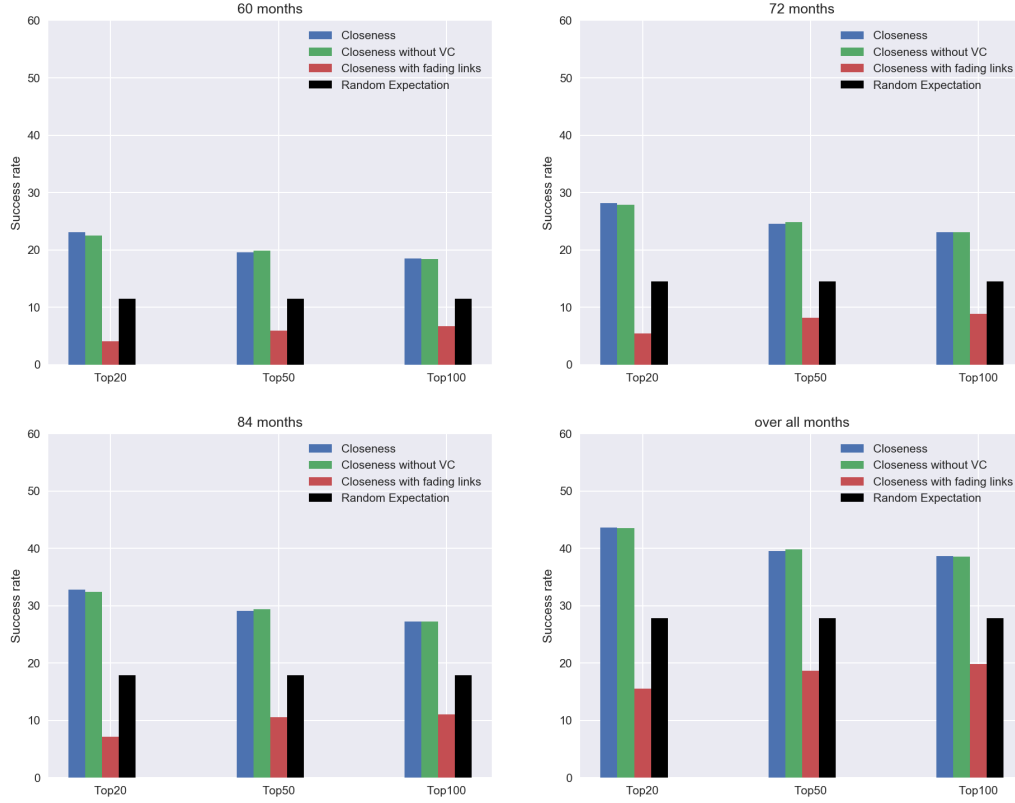 60 months
Closeness
Closeness without VC
Closeness with fading links
Random Expectation
Success rate
60
50
40
30
20
10
0
Top20
Top50
Top100
72 months
Closeness
Closeness without VC
Closeness with fading links
Random Expectation
Success rate
60
50
40
30
20
10
0
Top20
Top50
Top100
84 months
Closeness
Closeness without VC
Closeness with fading links
Random Expectation
Success rate
60
50
40
30
20
10
0
Top20
Top50
Top100
over all months
Closeness
Closeness without VC
Closeness with fading links
Random Expectation
Success rate
60
50
40
30
20
10
0
Top20
Top50
Top100